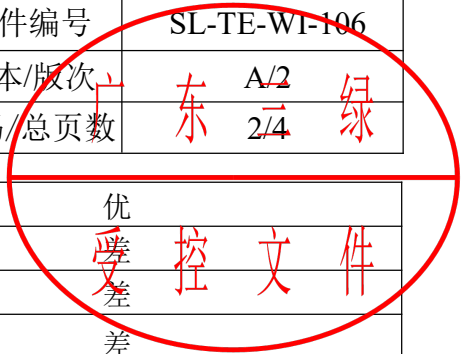 件编号 SL-TE-WI-106
本/版次 A/2
码/总页数 2/4
广东三绿
优
受控文件
差
差
差